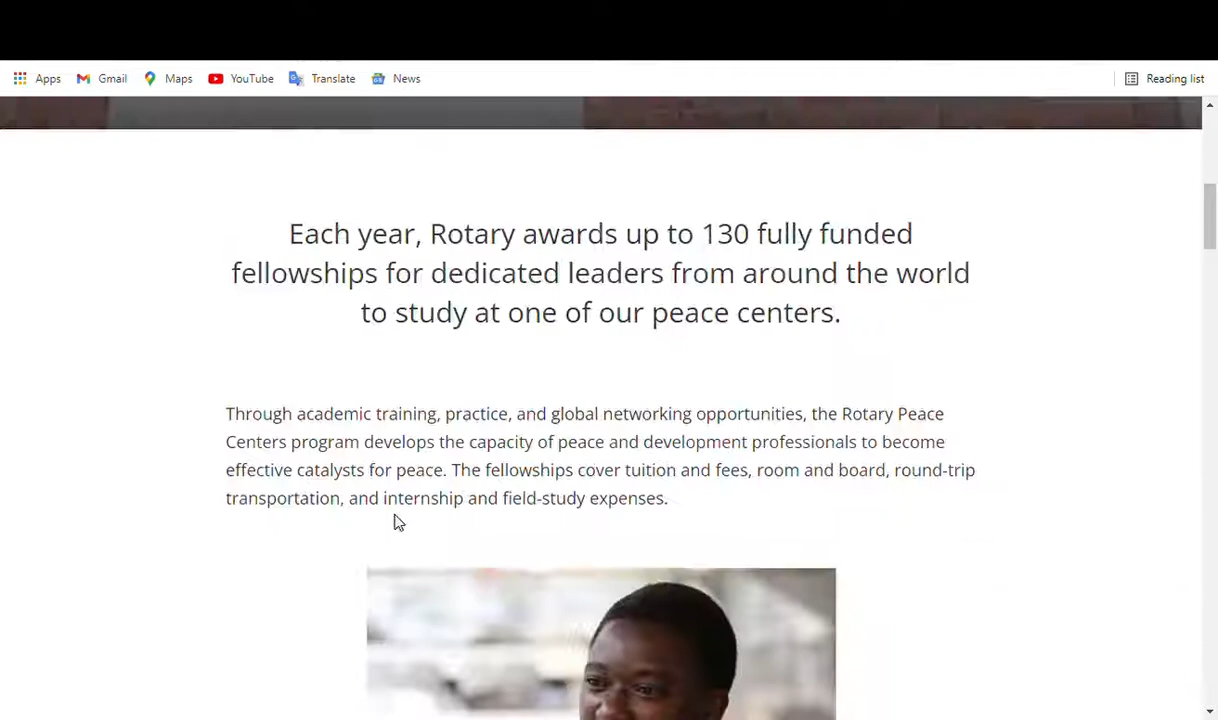 Apps Gmail Maps YouTube Translate News Reading list
Each year, Rotary awards up to 130 fully funded
fellowships for dedicated leaders from around the world
to study at one of our peace centers.
Through academic training, practice, and global networking opportunities, the Rotary Peace
Centers program develops the capacity of peace and development professionals to become
effective catalysts for peace. The fellowships cover tuition and fees, room and board, round-trip
transportation, and internship and field-study expenses.